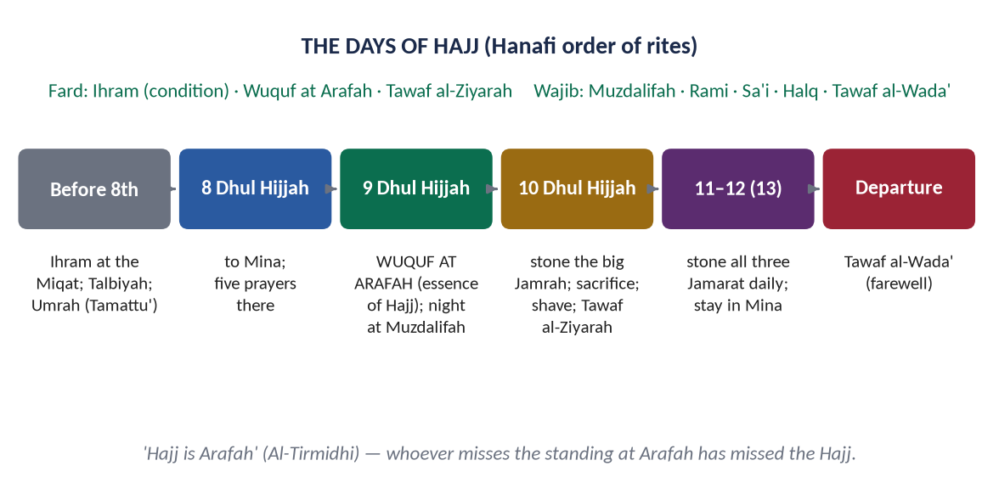 THE DAYS OF HAJJ (Hanafi order of rites)
Fard: Ihram (condition) · Wuquf at Arafah · Tawaf al-Ziyarah    Wajib: Muzdalifah · Rami · Sa'i · Halq · Tawaf al-Wada'
Before 8th
8 Dhul Hijjah
9 Dhul Hijjah
10 Dhul Hijjah
11–12 (13)
Departure
Ihram at the
Miqat; Talbiyah;
Umrah (Tamattu')
to Mina;
five prayers
there
WUQUF AT
ARAFAH (essence
of Hajj); night
at Muzdalifah
stone the big
Jamrah; sacrifice;
shave; Tawaf
al-Ziyarah
stone all three
Jamarat daily;
stay in Mina
Tawaf al-Wada'
(farewell)
'Hajj is Arafah' (Al-Tirmidhi) — whoever misses the standing at Arafah has missed the Hajj.